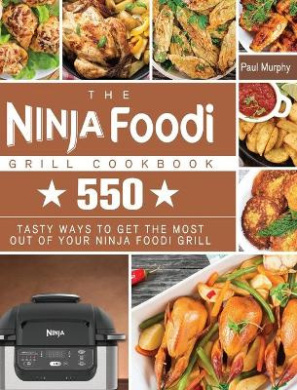 Paul Murphy
THE
NINJA Foodi
GRILL COOKBOOK
★ 550 ★
TASTY WAYS TO GET THE MOST
OUT OF YOUR NINJA FOODI GRILL
NINJA